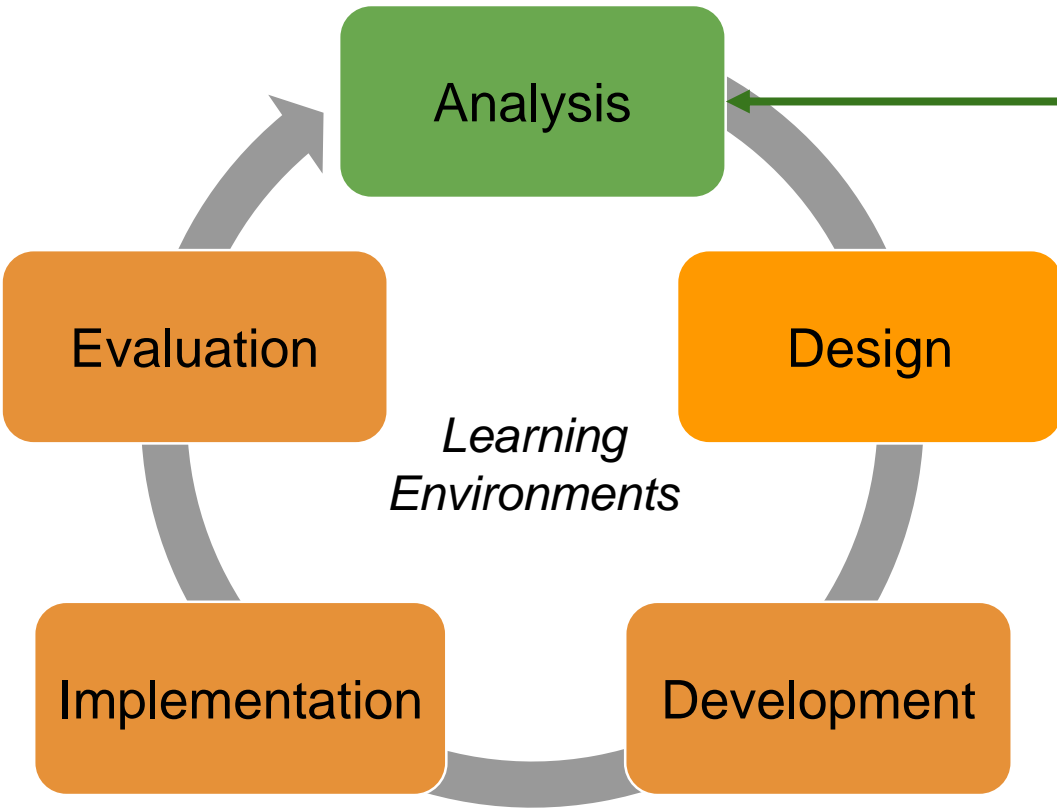 Analysis
Design
Development
Implementation
Evaluation
Learning
Environments